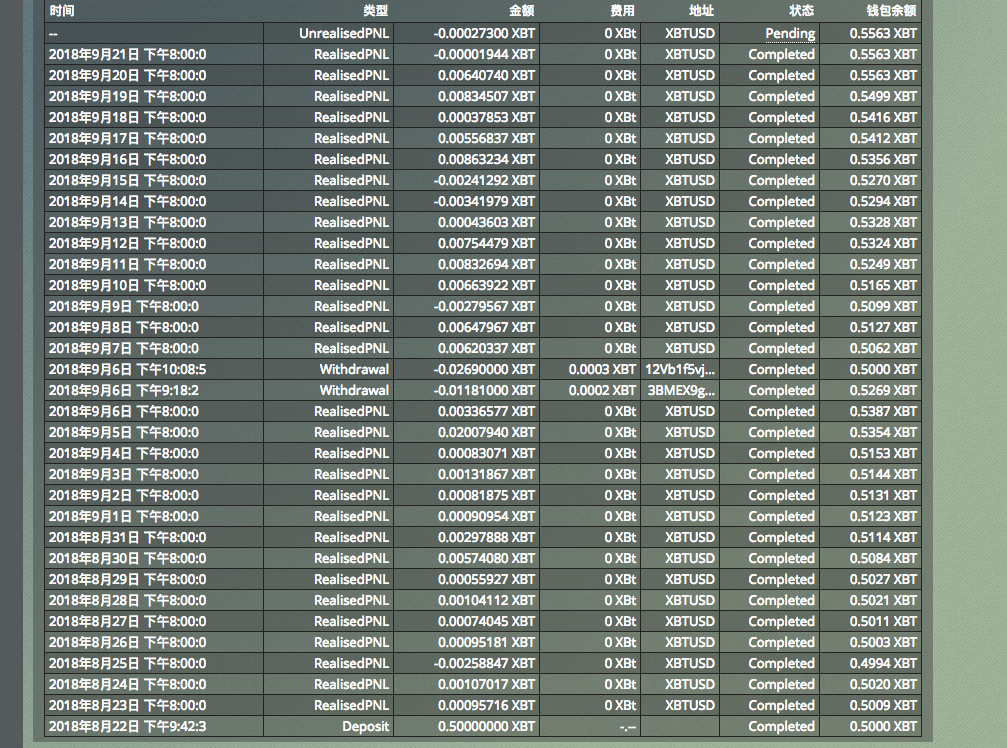 时间 类型 金额 费用 地址 状态 钱包余额
-- UnrealisedPNL -0.00027300 XBT 0 XBt XBTUSD Pending 0.5563 XBT
2018年9月21日 下午8:00:0 RealisedPNL -0.00001944 XBT 0 XBt XBTUSD Completed 0.5563 XBT
2018年9月20日 下午8:00:0 RealisedPNL 0.00640740 XBT 0 XBt XBTUSD Completed 0.5563 XBT
2018年9月19日 下午8:00:0 RealisedPNL 0.00834507 XBT 0 XBt XBTUSD Completed 0.5499 XBT
2018年9月18日 下午8:00:0 RealisedPNL 0.00037853 XBT 0 XBt XBTUSD Completed 0.5416 XBT
2018年9月17日 下午8:00:0 RealisedPNL 0.00556837 XBT 0 XBt XBTUSD Completed 0.5412 XBT
2018年9月16日 下午8:00:0 RealisedPNL 0.00863234 XBT 0 XBt XBTUSD Completed 0.5356 XBT
2018年9月15日 下午8:00:0 RealisedPNL -0.00241292 XBT 0 XBt XBTUSD Completed 0.5270 XBT
2018年9月14日 下午8:00:0 RealisedPNL -0.00341979 XBT 0 XBt XBTUSD Completed 0.5294 XBT
2018年9月13日 下午8:00:0 RealisedPNL 0.00043603 XBT 0 XBt XBTUSD Completed 0.5328 XBT
2018年9月12日 下午8:00:0 RealisedPNL 0.00754479 XBT 0 XBt XBTUSD Completed 0.5324 XBT
2018年9月11日 下午8:00:0 RealisedPNL 0.00832694 XBT 0 XBt XBTUSD Completed 0.5249 XBT
2018年9月10日 下午8:00:0 RealisedPNL 0.00663922 XBT 0 XBt XBTUSD Completed 0.5165 XBT
2018年9月9日 下午8:00:0 RealisedPNL -0.00279567 XBT 0 XBt XBTUSD Completed 0.5099 XBT
2018年9月8日 下午8:00:0 RealisedPNL 0.00647967 XBT 0 XBt XBTUSD Completed 0.5127 XBT
2018年9月7日 下午8:00:0 RealisedPNL 0.00620337 XBT 0 XBt XBTUSD Completed 0.5062 XBT
2018年9月6日 下午10:08:5 Withdrawal -0.02690000 XBT 0.0003 XBT 12Vb1f5vj... Completed 0.5000 XBT
2018年9月6日 下午9:18:2 Withdrawal -0.01181000 XBT 0.0002 XBT 3BMEX9g... Completed 0.5269 XBT
2018年9月6日 下午8:00:0 RealisedPNL 0.00336577 XBT 0 XBt XBTUSD Completed 0.5387 XBT
2018年9月5日 下午8:00:0 RealisedPNL 0.02007940 XBT 0 XBt XBTUSD Completed 0.5354 XBT
2018年9月4日 下午8:00:0 RealisedPNL 0.00083071 XBT 0 XBt XBTUSD Completed 0.5153 XBT
2018年9月3日 下午8:00:0 RealisedPNL 0.00131867 XBT 0 XBt XBTUSD Completed 0.5144 XBT
2018年9月2日 下午8:00:0 RealisedPNL 0.00081875 XBT 0 XBt XBTUSD Completed 0.5131 XBT
2018年9月1日 下午8:00:0 RealisedPNL 0.00090954 XBT 0 XBt XBTUSD Completed 0.5123 XBT
2018年8月31日 下午8:00:0 RealisedPNL 0.00297888 XBT 0 XBt XBTUSD Completed 0.5114 XBT
2018年8月30日 下午8:00:0 RealisedPNL 0.00574080 XBT 0 XBt XBTUSD Completed 0.5084 XBT
2018年8月29日 下午8:00:0 RealisedPNL 0.00055927 XBT 0 XBt XBTUSD Completed 0.5027 XBT
2018年8月28日 下午8:00:0 RealisedPNL 0.00104112 XBT 0 XBt XBTUSD Completed 0.5021 XBT
2018年8月27日 下午8:00:0 RealisedPNL 0.00074045 XBT 0 XBt XBTUSD Completed 0.5011 XBT
2018年8月26日 下午8:00:0 RealisedPNL 0.00095181 XBT 0 XBt XBTUSD Completed 0.5003 XBT
2018年8月25日 下午8:00:0 RealisedPNL -0.00258847 XBT 0 XBt XBTUSD Completed 0.4994 XBT
2018年8月24日 下午8:00:0 RealisedPNL 0.00107017 XBT 0 XBt XBTUSD Completed 0.5020 XBT
2018年8月23日 下午8:00:0 RealisedPNL 0.00095716 XBT 0 XBt XBTUSD Completed 0.5009 XBT
2018年8月22日 下午9:42:3 Deposit 0.50000000 XBT -.-- Completed 0.5000 XBT